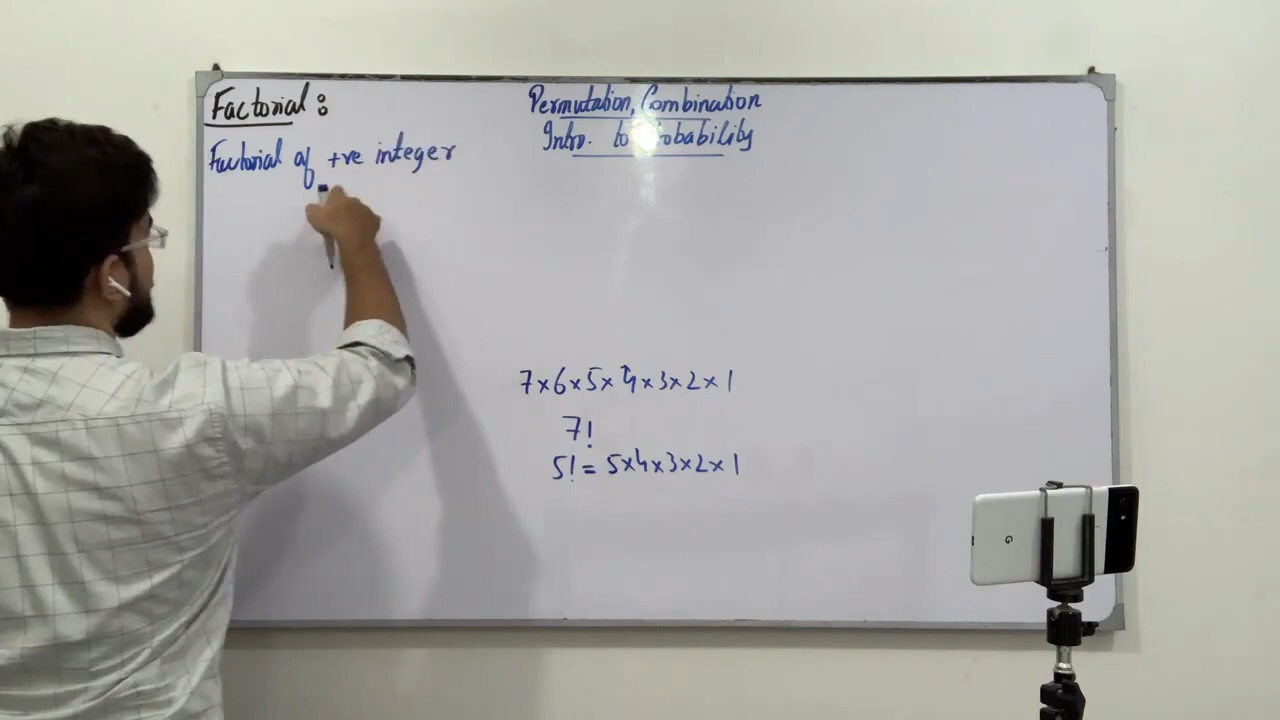 Factorial :
Permutation, Combination
Intro. to Probability
Factorial of +ve integer
7×6×5×4×3×2×1
7!
5! = 5×4×3×2×1
G